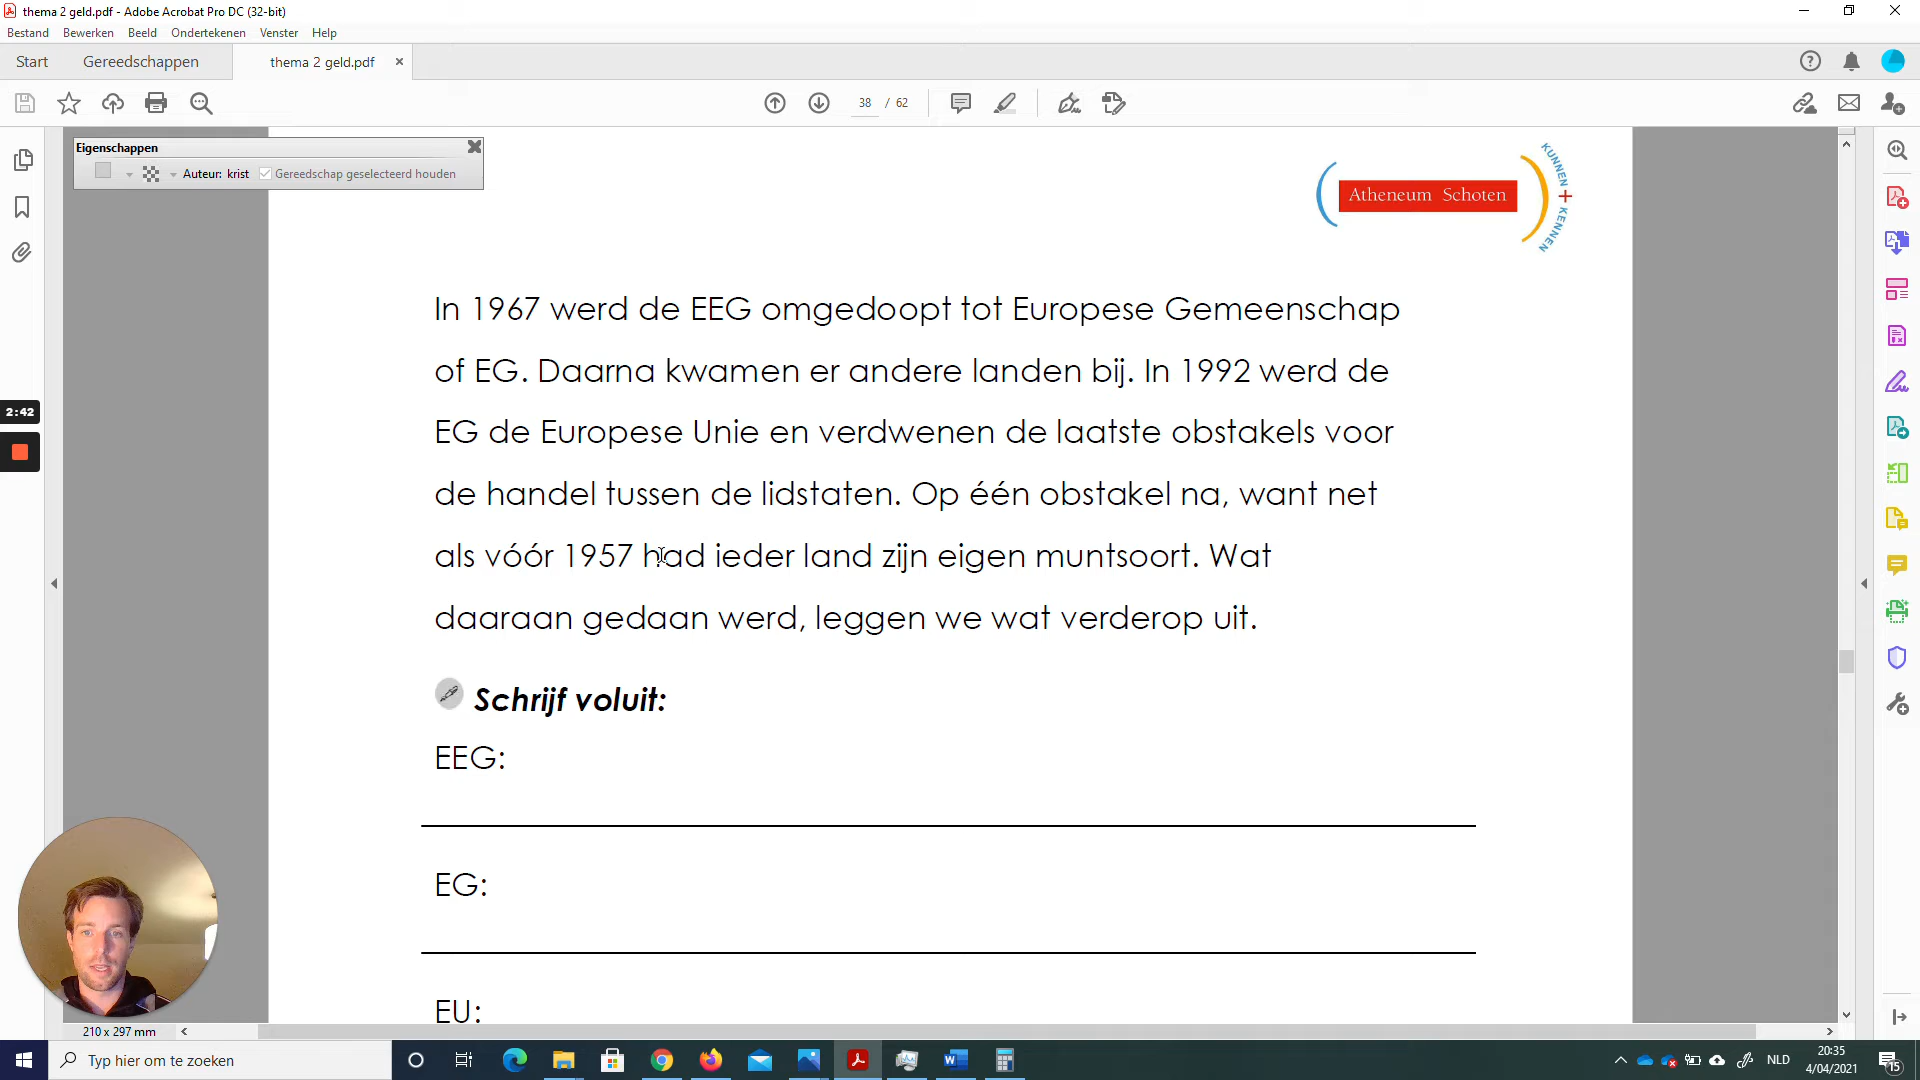 thema 2 geld.pdf - Adobe Acrobat Pro DC (32-bit)
Bestand Bewerken Beeld Ondertekenen Venster Help
Start Gereedschappen thema 2 geld.pdf
38 / 62
Eigenschappen
Auteur: krist Gereedschap geselecteerd houden
Atheneum Schoten
KUNNEN + KENNEN
In 1967 werd de EEG omgedoopt tot Europese Gemeenschap
of EG. Daarna kwamen er andere landen bij. In 1992 werd de
EG de Europese Unie en verdwenen de laatste obstakels voor
de handel tussen de lidstaten. Op één obstakel na, want net
als vóór 1957 had ieder land zijn eigen muntsoort. Wat
daaraan gedaan werd, leggen we wat verderop uit.
2:42
Schrijf voluit:
EEG:
EG:
EU:
210 x 297 mm
Typ hier om te zoeken
NLD
20:35
4/04/2021
15